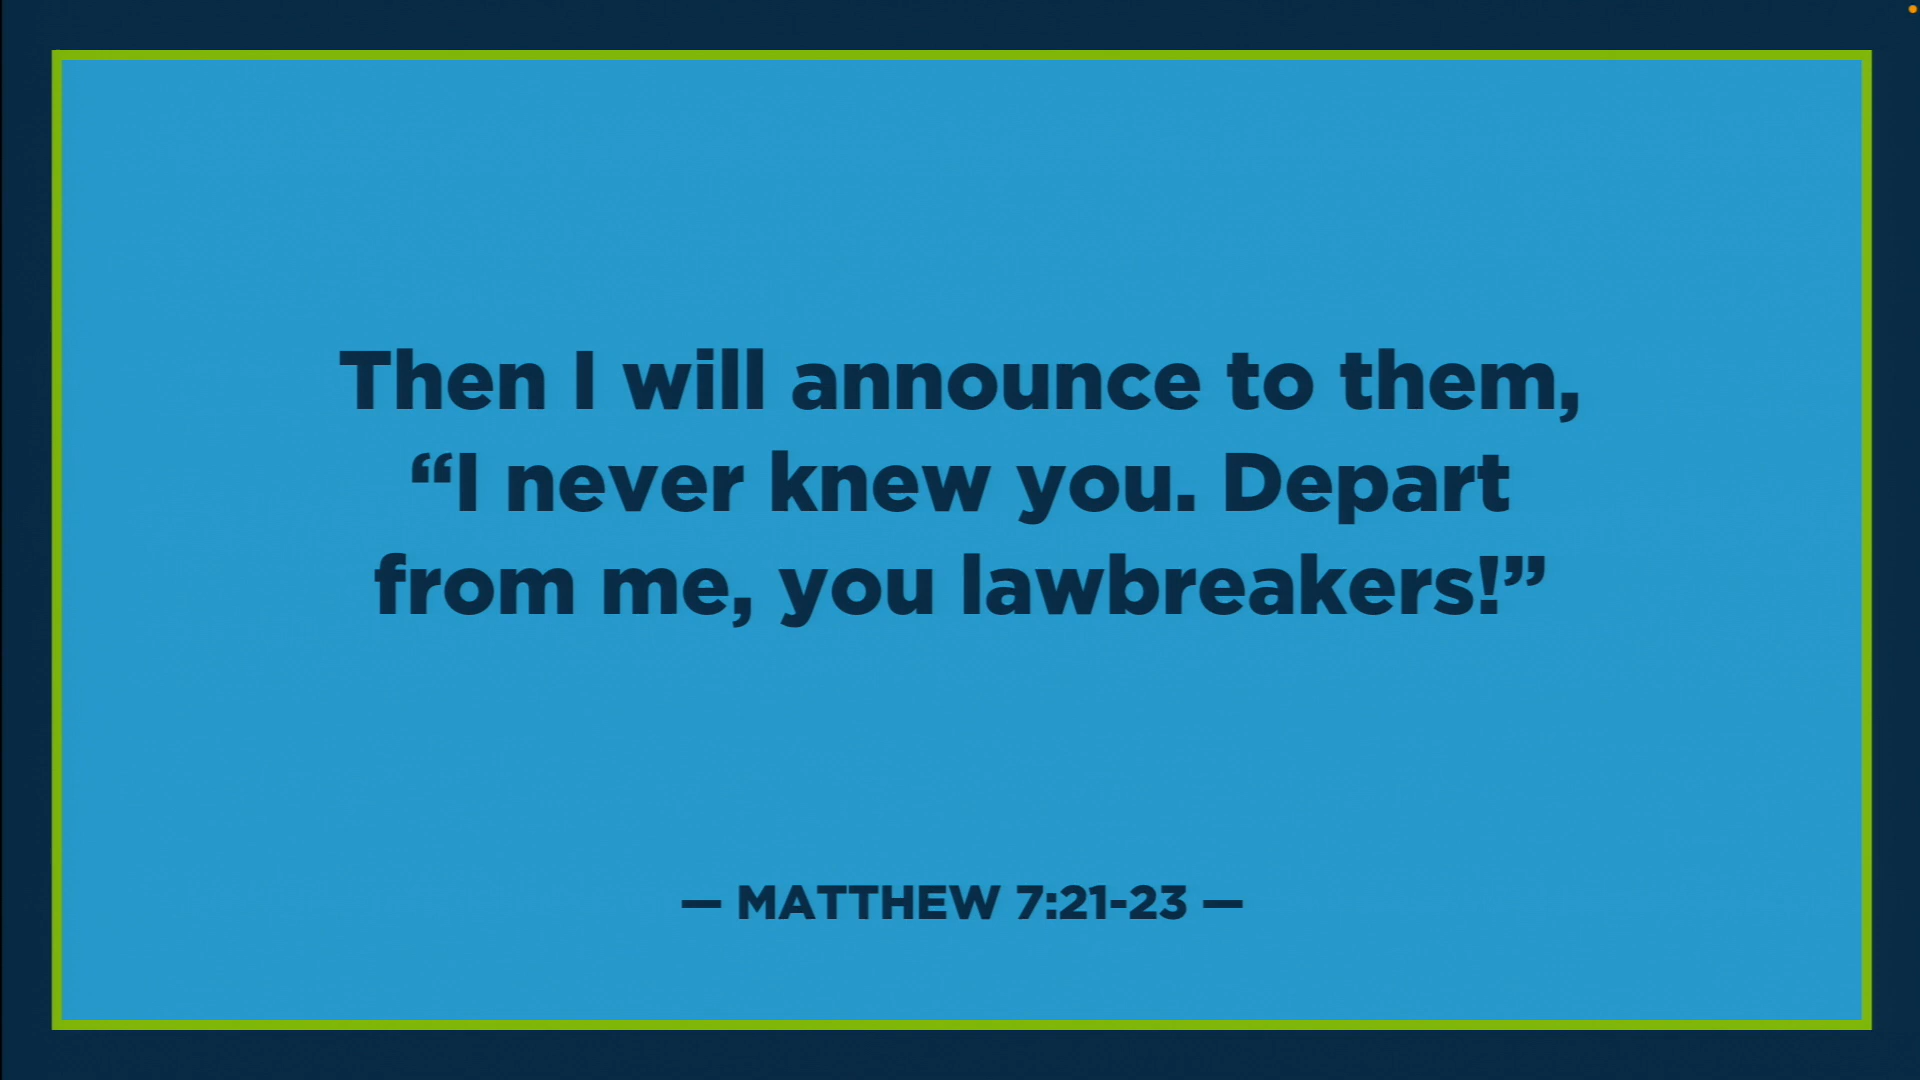 Then I will announce to them,
“I never knew you. Depart
from me, you lawbreakers!”
— MATTHEW 7:21-23 —